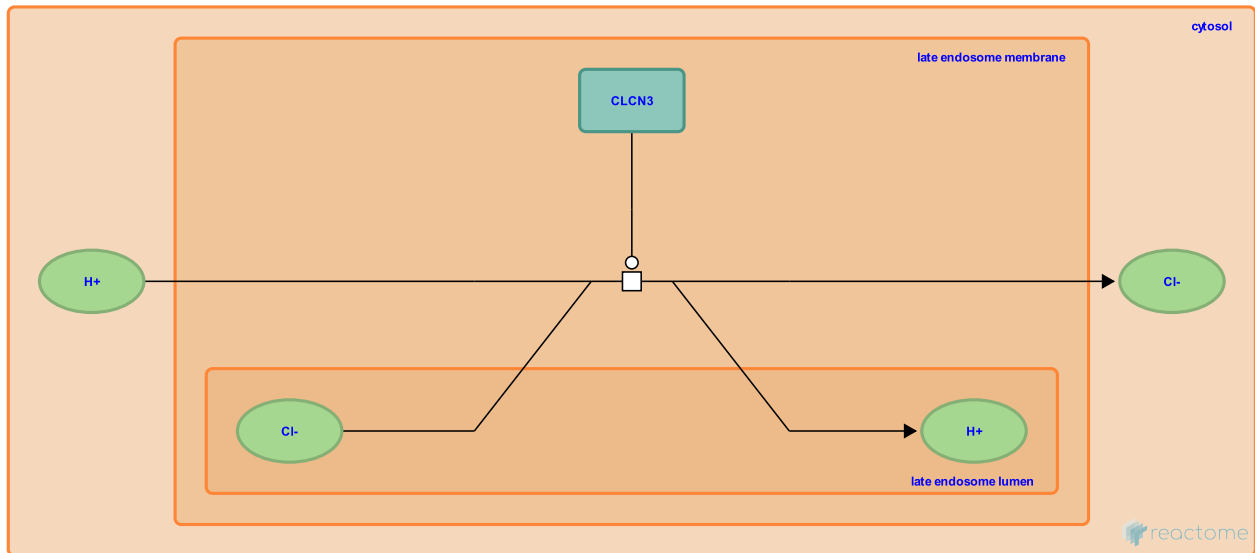 cytosol
late endosome membrane
CLCN3
H+
Cl-
Cl-
H+
late endosome lumen
reactome